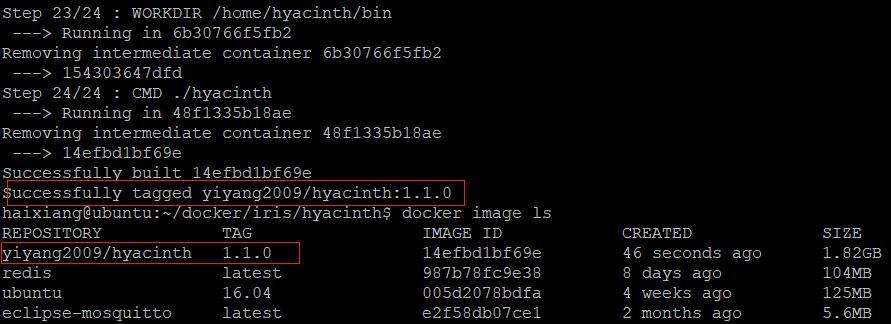 Step 23/24 : WORKDIR /home/hyacinth/bin
 ---> Running in 6b30766f5fb2
Removing intermediate container 6b30766f5fb2
 ---> 154303647dfd
Step 24/24 : CMD ./hyacinth
 ---> Running in 48f1335b18ae
Removing intermediate container 48f1335b18ae
 ---> 14efbd1bf69e
Successfully built 14efbd1bf69e
Successfully tagged yiyang2009/hyacinth:1.1.0
haixiang@ubuntu:~/docker/iris/hyacinth$ docker image ls
REPOSITORY TAG IMAGE ID CREATED SIZE
yiyang2009/hyacinth 1.1.0 14efbd1bf69e 46 seconds ago 1.82GB
redis latest 987b78fc9e38 8 days ago 104MB
ubuntu 16.04 005d2078bdfa 4 weeks ago 125MB
eclipse-mosquitto latest e2f58db07ce1 2 months ago 5.6MB